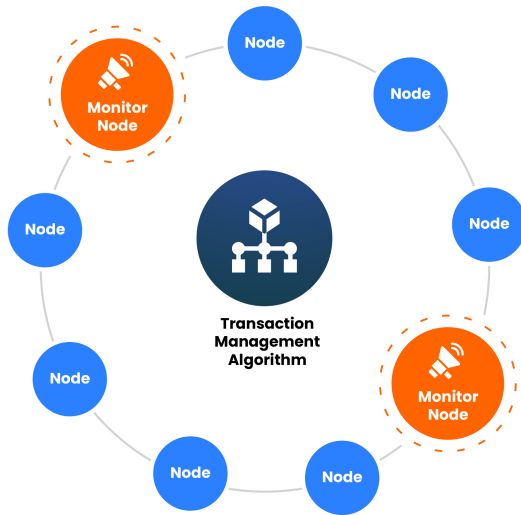 Node
Node
Monitor
Node
Node
Node
Transaction
Management
Algorithm
Node
Monitor
Node
Node
Node